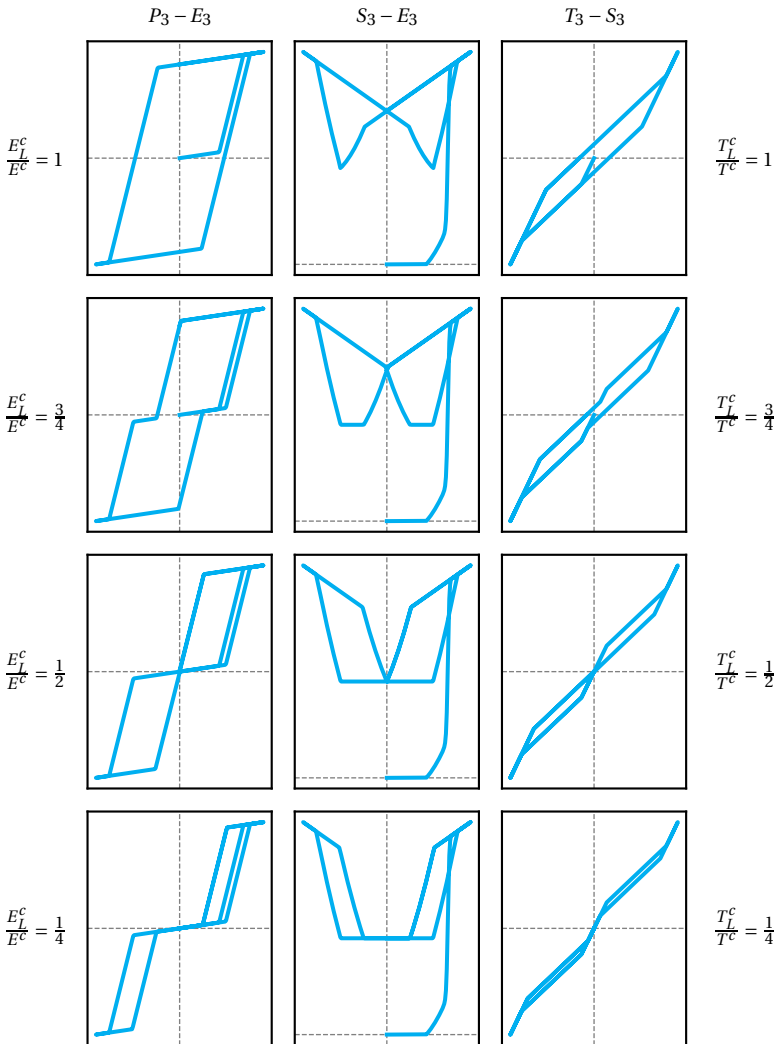 P₃ − E₃ S₃ − E₃ T₃ − S₃
E_L^c/E^c = 1 T_L^c/T^c = 1
E_L^c/E^c = 3/4 T_L^c/T^c = 3/4
E_L^c/E^c = 1/2 T_L^c/T^c = 1/2
E_L^c/E^c = 1/4 T_L^c/T^c = 1/4